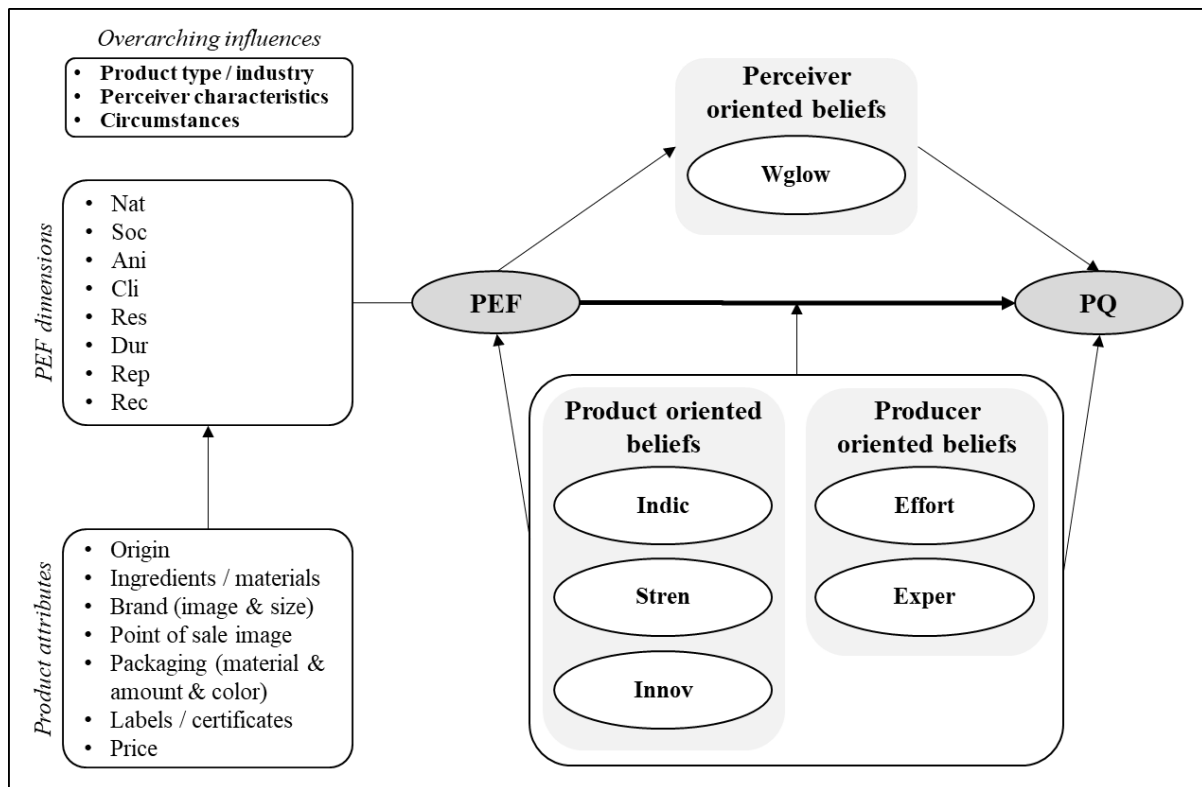 Overarching influences
• Product type / industry
• Perceiver characteristics
• Circumstances
PEF dimensions
• Nat
• Soc
• Ani
• Cli
• Res
• Dur
• Rep
• Rec
Product attributes
• Origin
• Ingredients / materials
• Brand (image & size)
• Point of sale image
• Packaging (material &
amount & color)
• Labels / certificates
• Price
Perceiver
oriented beliefs
Wglow
PEF
PQ
Product oriented
beliefs
Indic
Stren
Innov
Producer
oriented beliefs
Effort
Exper